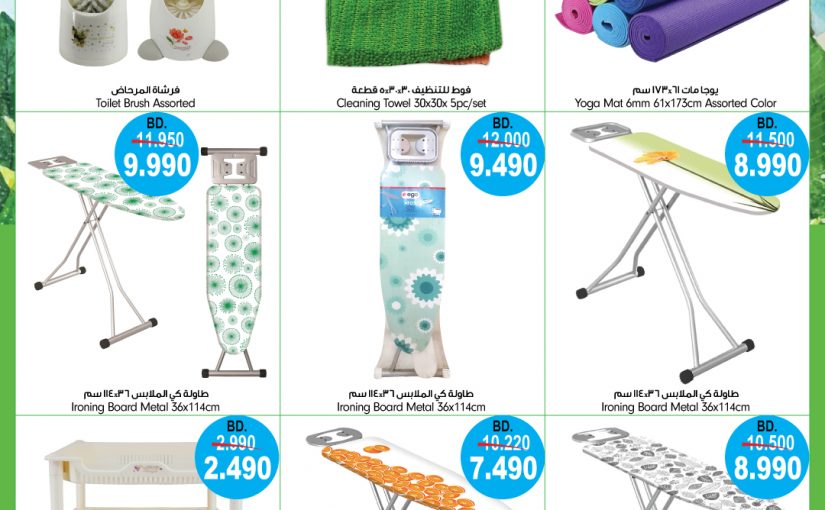 فرشاة المرحاض
Toilet Brush Assorted
فوط للتنظيف ٣٠x٣٠x٥ قطعة
Cleaning Towel 30x30x 5pc/set
يوجا مات ٦١x١٧٣ سم
Yoga Mat 6mm 61x173cm Assorted Color
BD.
11.950
9.990
BD.
12.000
9.490
BD.
11.500
8.990
ego
طاولة كي الملابس ٣٦x١١٤ سم
Ironing Board Metal 36x114cm
طاولة كي الملابس ٣٦x١١٤ سم
Ironing Board Metal 36x114cm
طاولة كي الملابس ٣٦x١١٤ سم
Ironing Board Metal 36x114cm
BD.
2.990
2.490
BD.
10.220
7.490
BD.
10.500
8.990